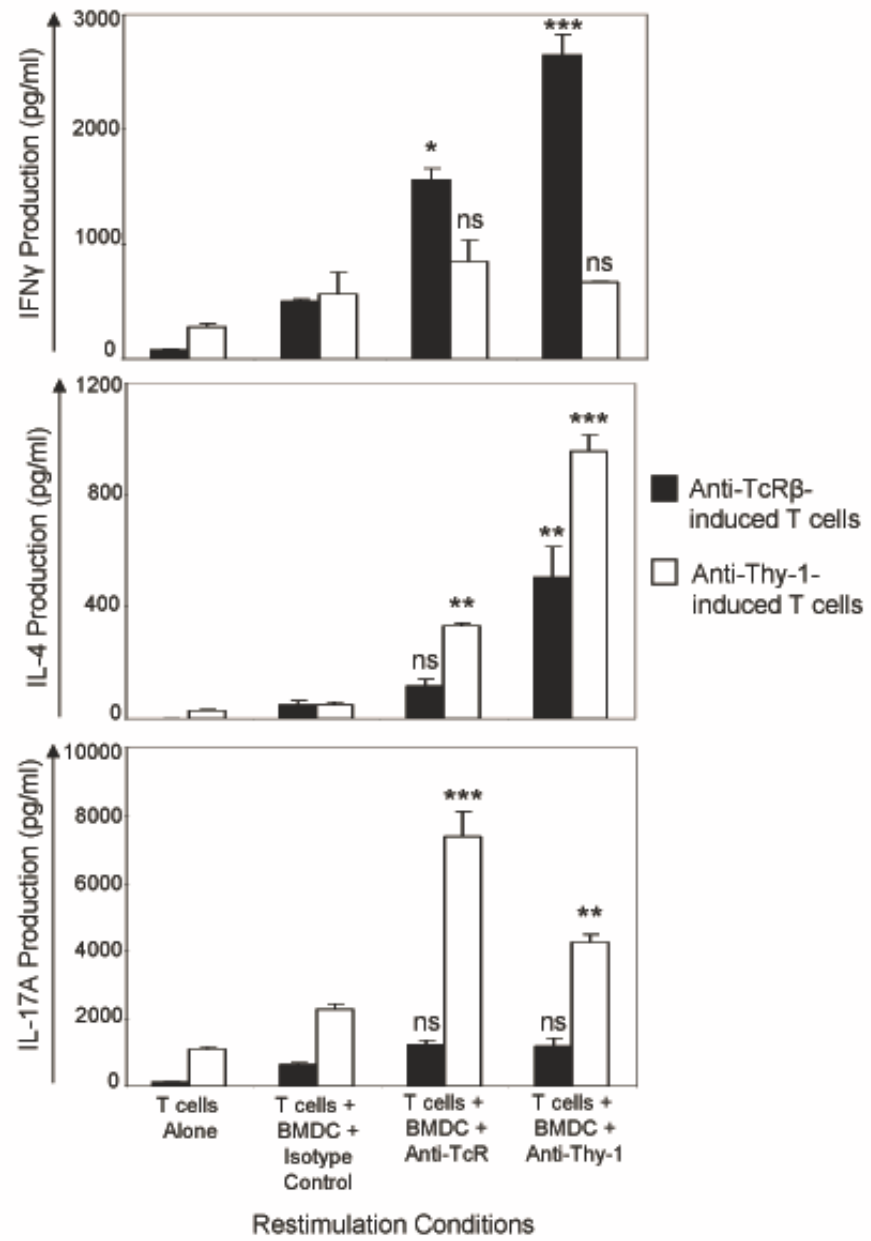 IFNγ Production (pg/ml)
3000
2000
1000
0
***
*
ns
ns
IL-4 Production (pg/ml)
1200
800
400
0
***
**
**
ns
Anti-TcRβ-
induced T cells
Anti-Thy-1-
induced T cells
IL-17A Production (pg/ml)
10000
8000
6000
4000
2000
0
***
**
ns
ns
T cells
Alone
T cells +
BMDC +
Isotype
Control
T cells +
BMDC +
Anti-TcR
T cells +
BMDC +
Anti-Thy-1
Restimulation Conditions